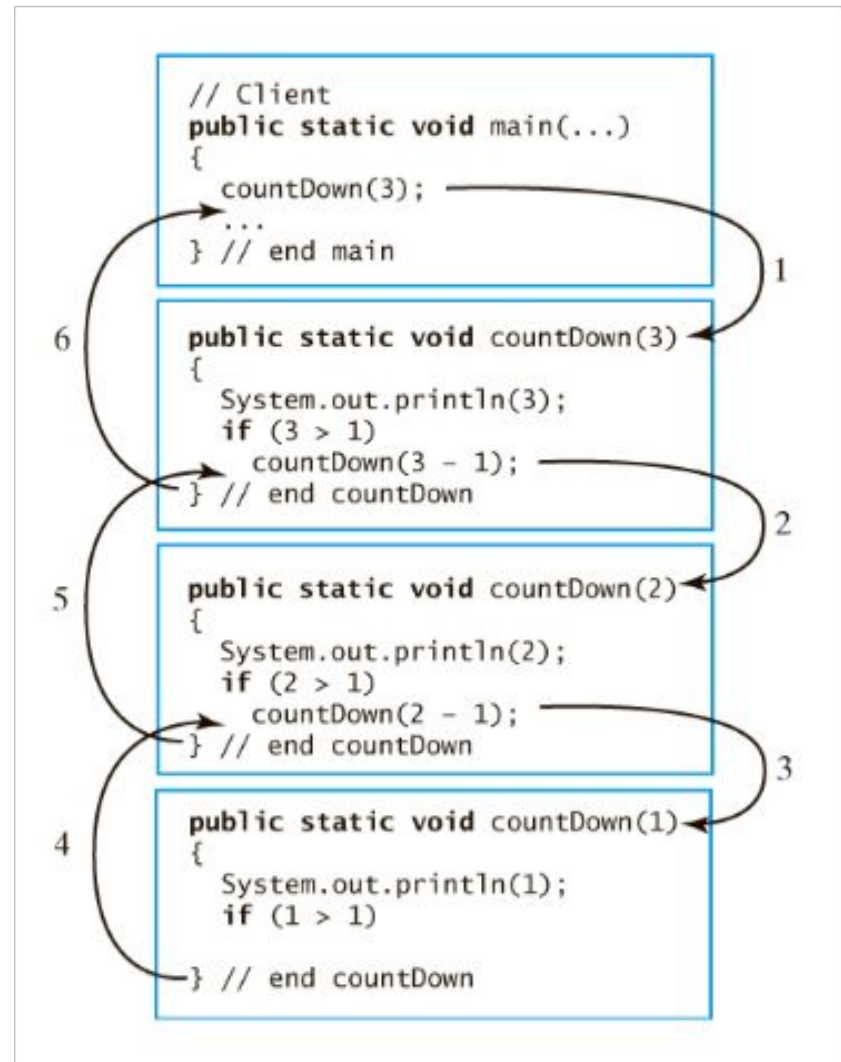 // Client
public static void main(...)
{
countDown(3);
...
} // end main
1
6
public static void countDown(3)
{
System.out.println(3);
if (3 > 1)
countDown(3 – 1);
} // end countDown
2
5
public static void countDown(2)
{
System.out.println(2);
if (2 > 1)
countDown(2 – 1);
} // end countDown
3
4
public static void countDown(1)
{
System.out.println(1);
if (1 > 1)
} // end countDown